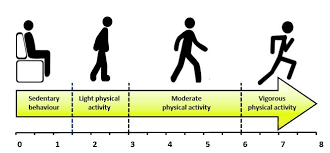 Sedentary
behaviour
Light physical
activity
Moderate
physical activity
Vigorous
physical activity
0 1 2 3 4 5 6 7 8